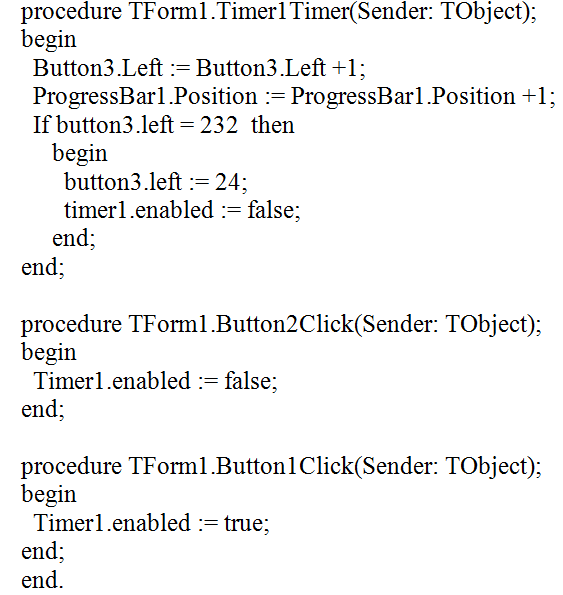 procedure TForm1.Timer1Timer(Sender: TObject);
begin
Button3.Left := Button3.Left +1;
ProgressBar1.Position := ProgressBar1.Position +1;
If button3.left = 232 then
begin
button3.left := 24;
timer1.enabled := false;
end;
end;
procedure TForm1.Button2Click(Sender: TObject);
begin
Timer1.enabled := false;
end;
procedure TForm1.Button1Click(Sender: TObject);
begin
Timer1.enabled := true;
end;
end.